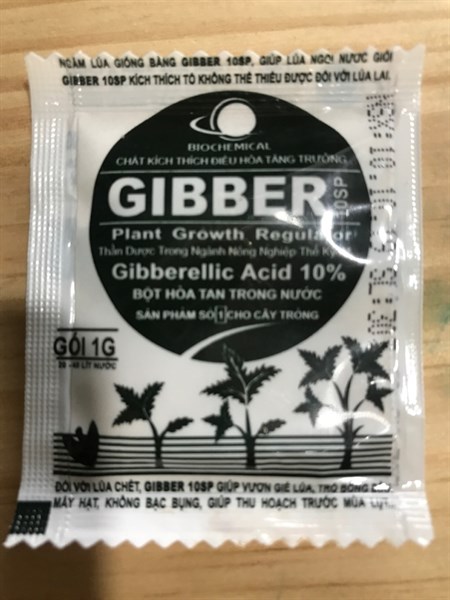 NGÂM LÚA GIỐNG BẰNG GIBBER 10SP, GIÚP LÚA NGOI NƯỚC GIỎI
GIBBER 10SP KÍCH THÍCH TỐ KHÔNG THỂ THIẾU ĐƯỢC ĐỐI VỚI LÚA LAI.
BIOCHEMICAL
CHẤT KÍCH THÍCH ĐIỀU HÒA TĂNG TRƯỞNG
GIBBER 10SP
Plant Growth Regulator
Thần Dược Trong Ngành Nông Nghiệp Thế Kỷ
Gibberellic Acid 10%
BỘT HÒA TAN TRONG NƯỚC
SẢN PHẨM SỐ 1 CHO CÂY TRỒNG
GÓI 1G
LÍT NƯỚC
ĐỐI VỚI LÚA CHÉT, GIBBER 10SP GIÚP VƯƠN GIÉ LÚA, TRỔ BÔNG
MẨY HẠT, KHÔNG BẠC BỤNG, GIÚP THU HOẠCH TRƯỚC MÙA